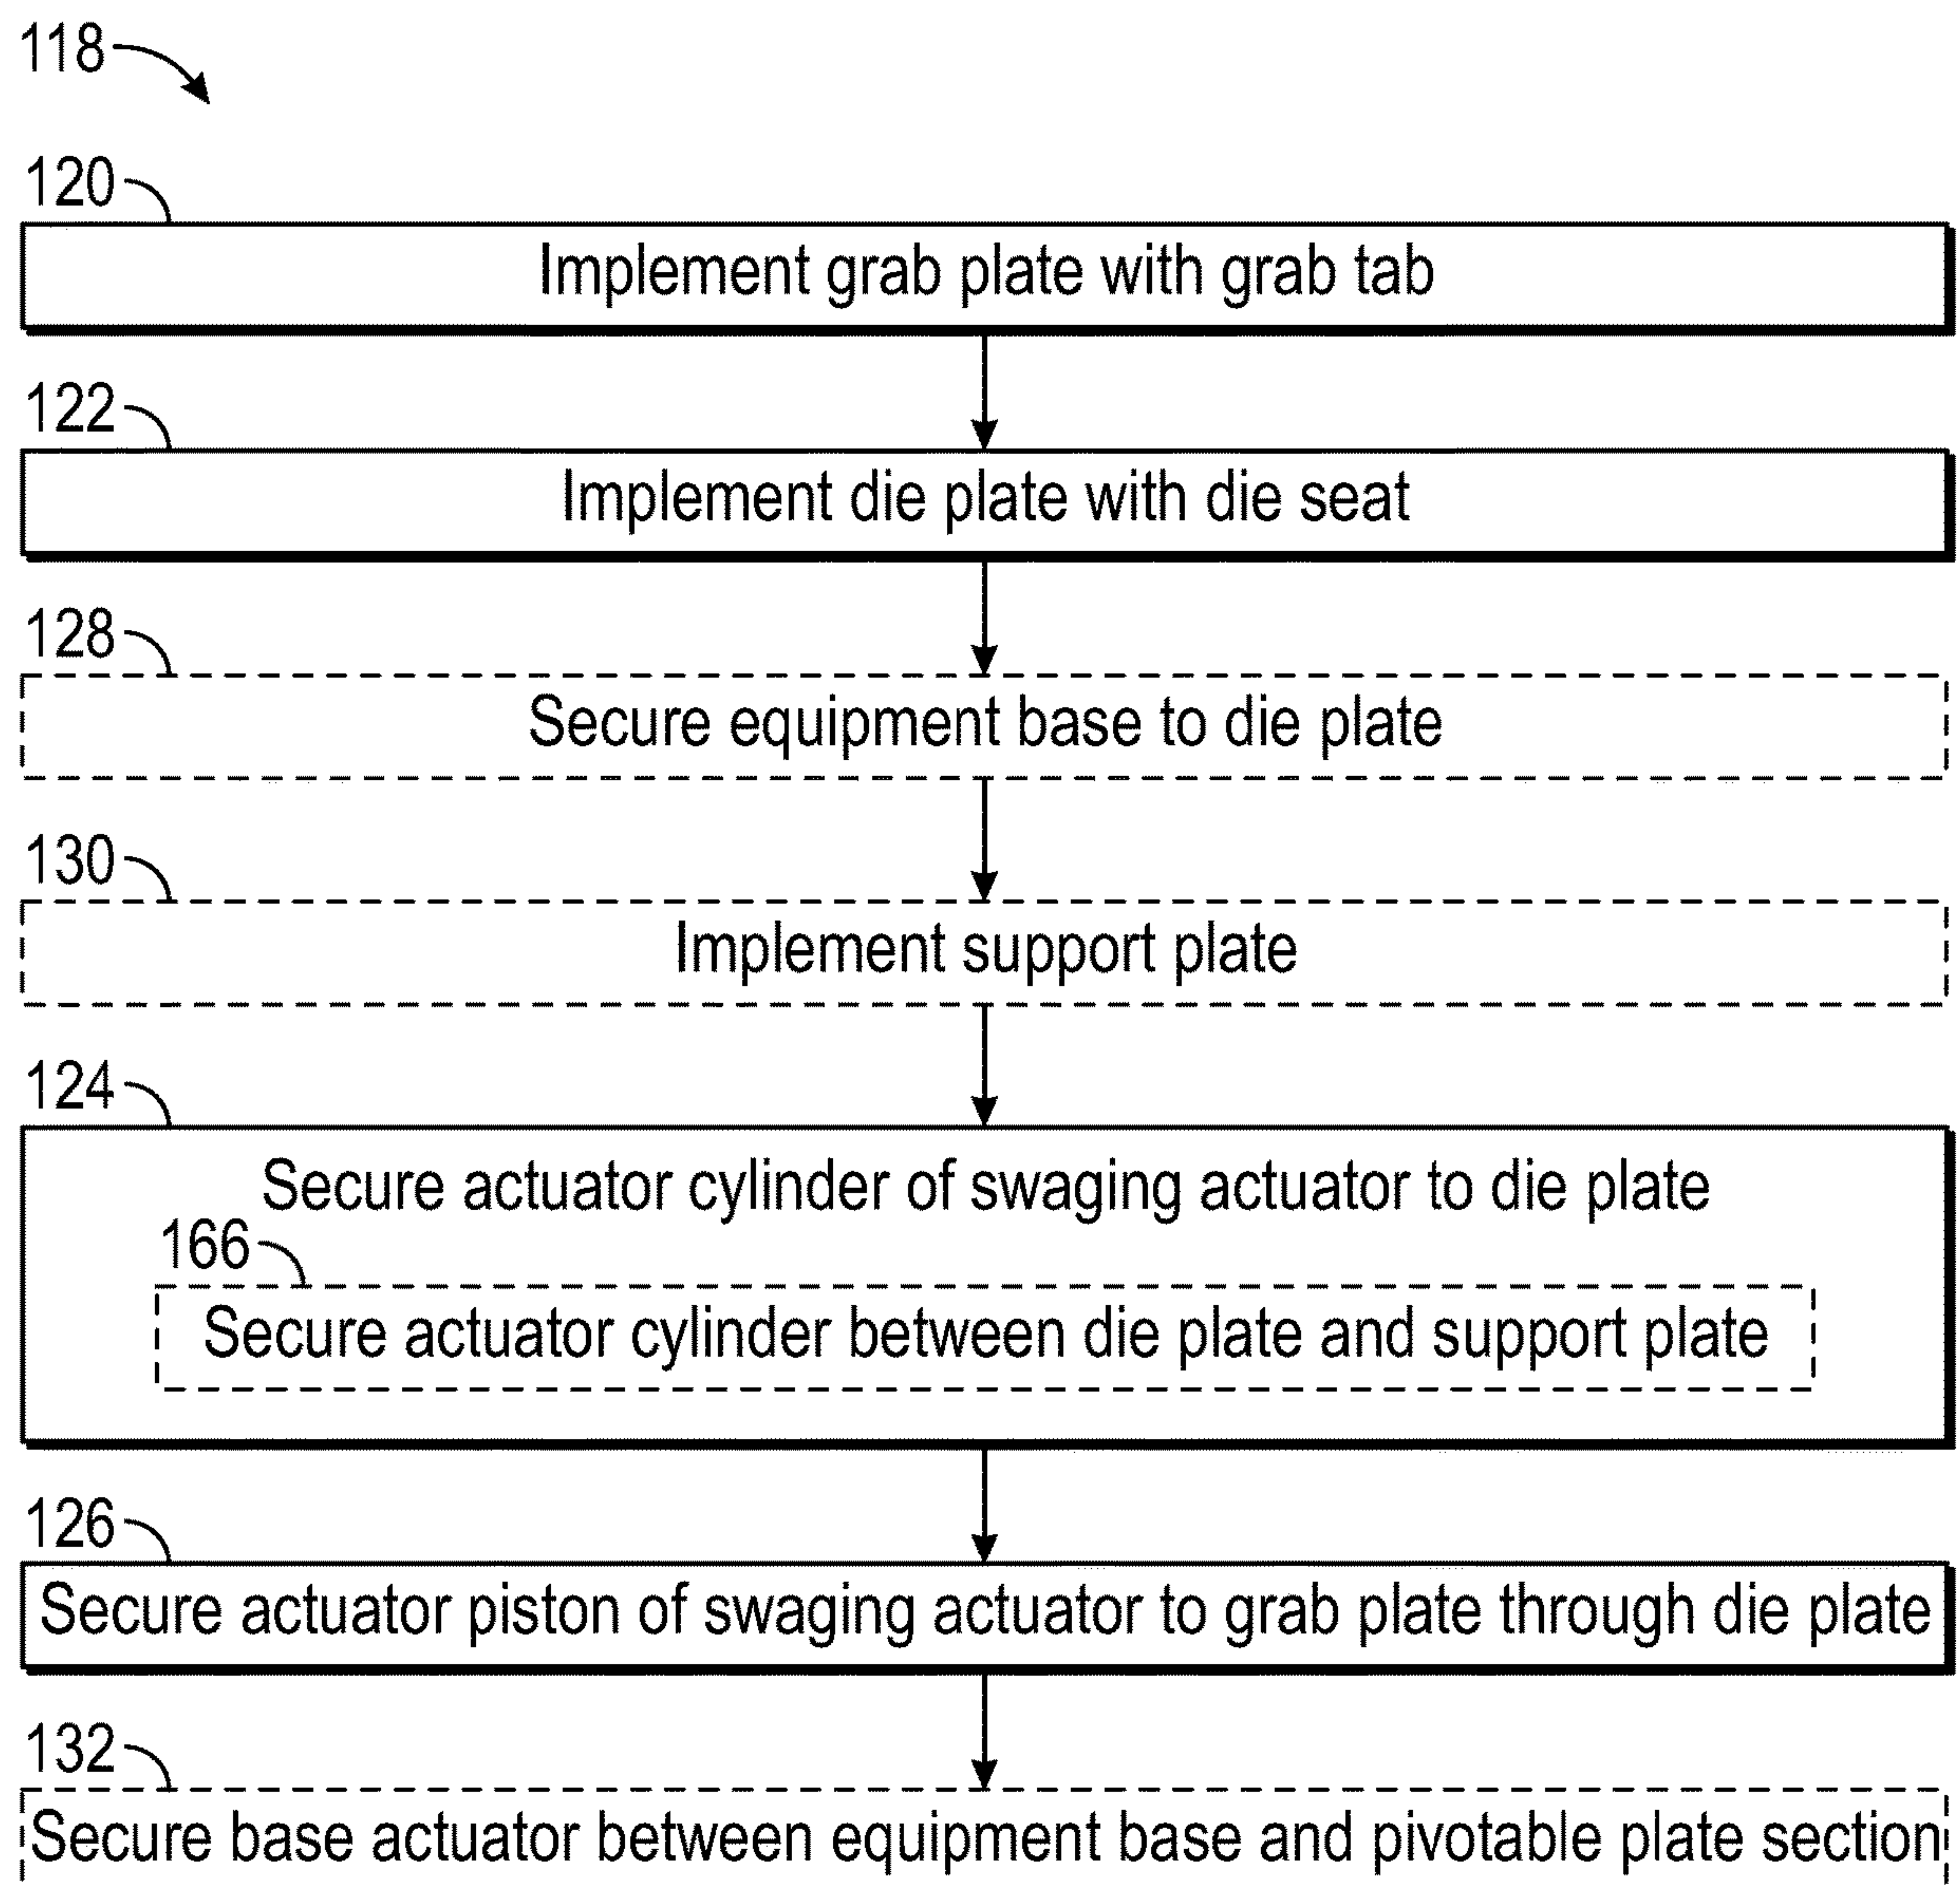 118
120
Implement grab plate with grab tab
122
Implement die plate with die seat
128
Secure equipment base to die plate
130
Implement support plate
124
Secure actuator cylinder of swaging actuator to die plate
166
Secure actuator cylinder between die plate and support plate
126
Secure actuator piston of swaging actuator to grab plate through die plate
132
Secure base actuator between equipment base and pivotable plate section